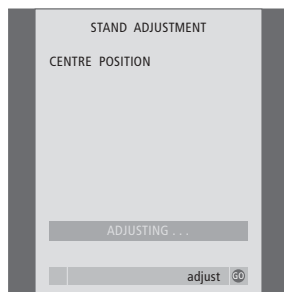 STAND ADJUSTMENT
CENTRE POSITION
ADJUSTING . . .
adjust GO